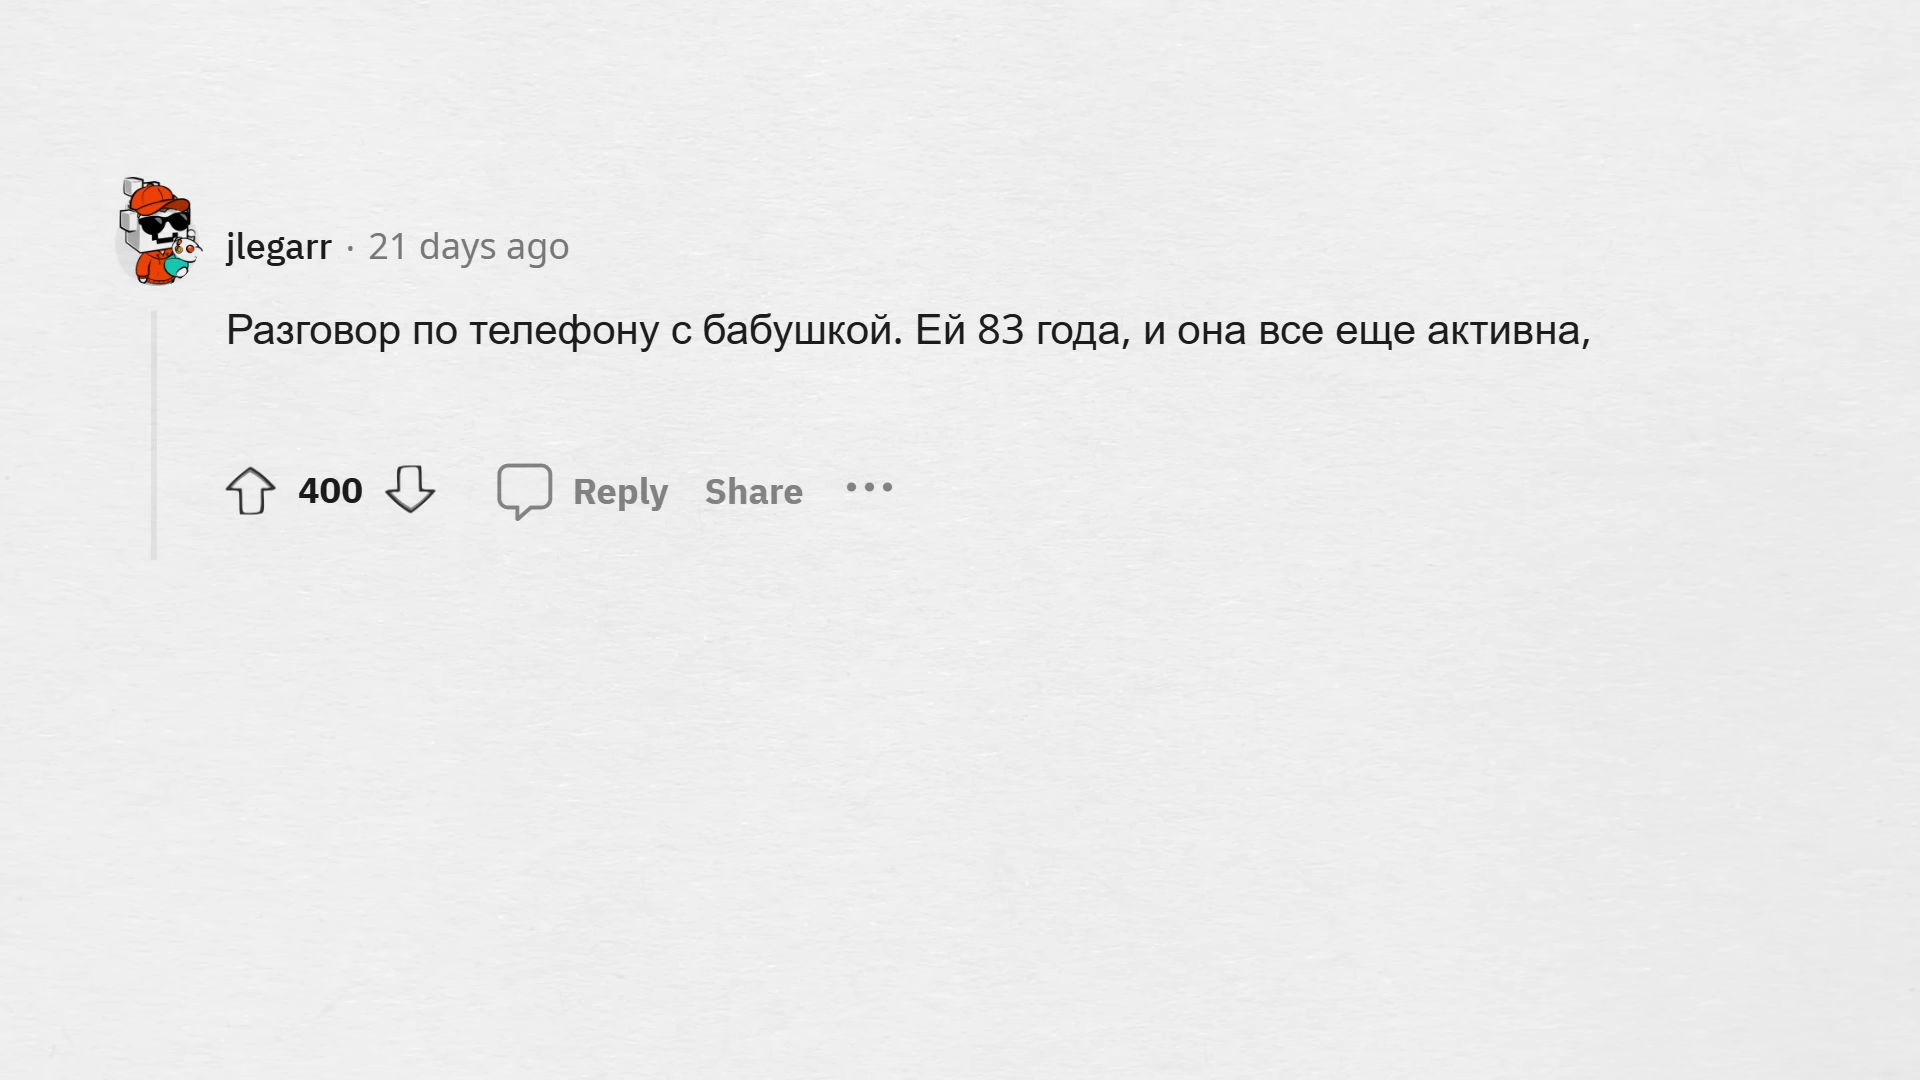 jlegarr · 21 days ago
Разговор по телефону с бабушкой. Ей 83 года, и она все еще активна,
400 Reply Share